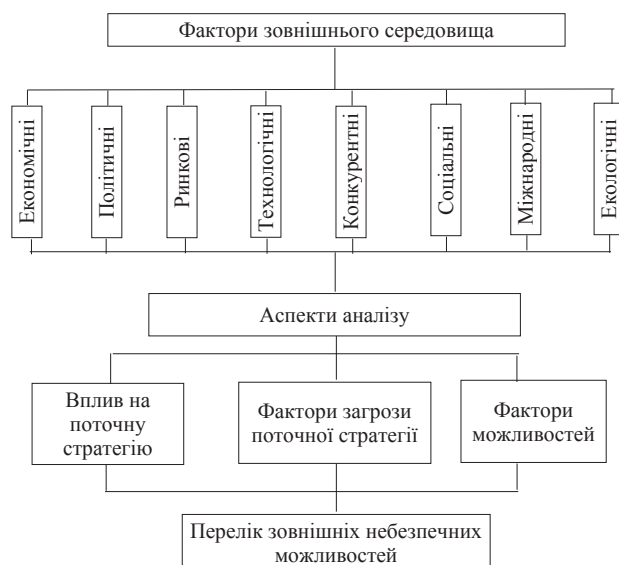 Фактори зовнішнього середовища
Економічні
Політичні
Ринкові
Технологічні
Конкурентні
Соціальні
Міжнародні
Екологічні
Аспекти аналізу
Вплив на
поточну
стратегію
Фактори загрози
поточної стратегії
Фактори
можливостей
Перелік зовнішніх небезпечних
можливостей